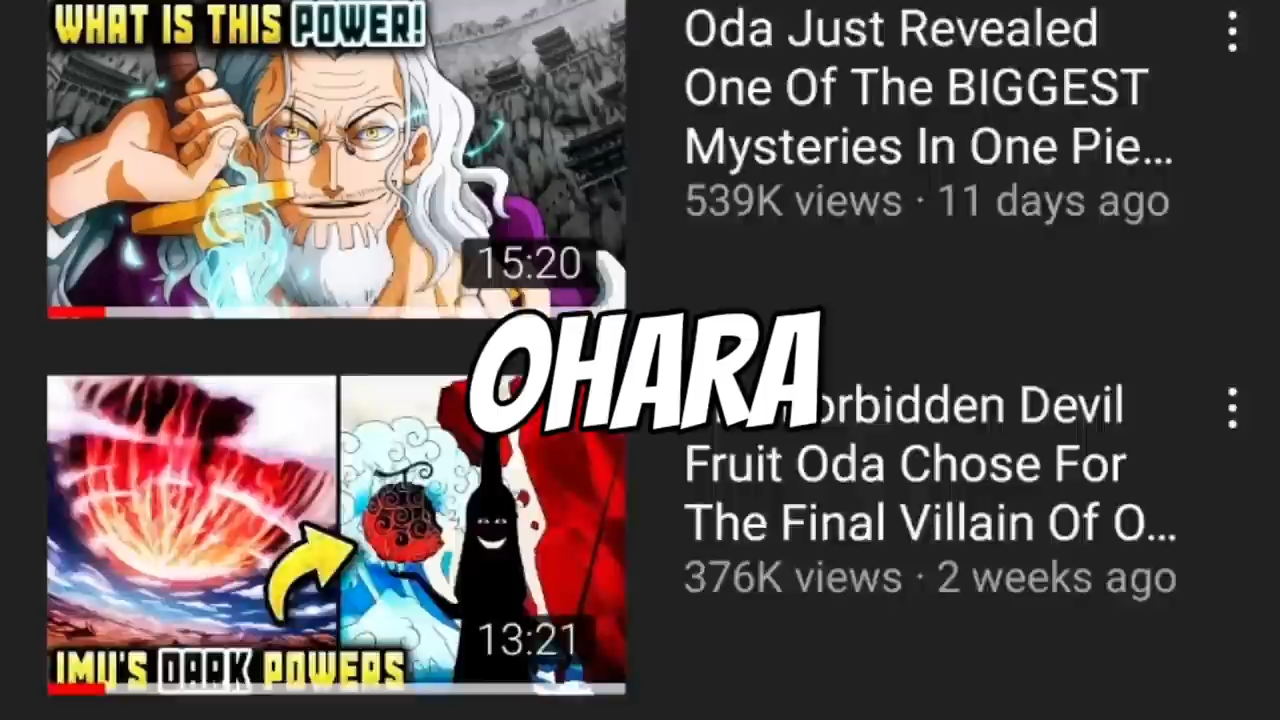 WHAT IS THIS POWER!
15:20
Oda Just Revealed
One Of The BIGGEST
Mysteries In One Pie...
539K views · 11 days ago
OHARA
orbidden Devil
Fruit Oda Chose For
The Final Villain Of O...
376K views · 2 weeks ago
13:21
IMU'S DARK POWERS